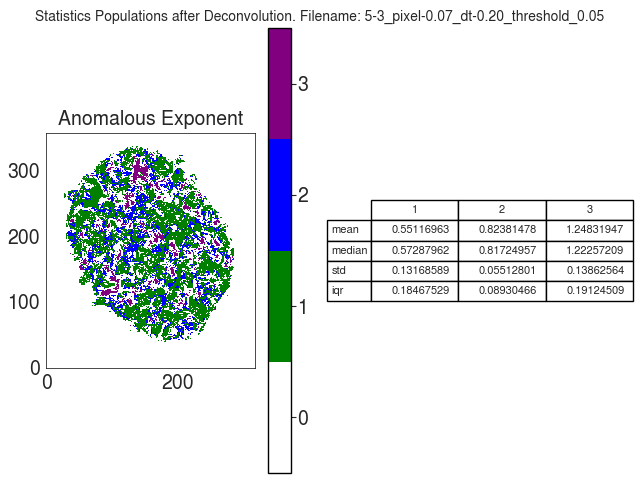 Statistics Populations after Deconvolution. Filename: 5-3_pixel-0.07_dt-0.20_threshold_0.05
Anomalous Exponent
300
200
100
0
0 200
3
2
1
0
1 2 3
mean 0.55116963 0.82381478 1.24831947
median 0.57287962 0.81724957 1.22257209
std 0.13168589 0.05512801 0.13862564
iqr 0.18467529 0.08930466 0.19124509